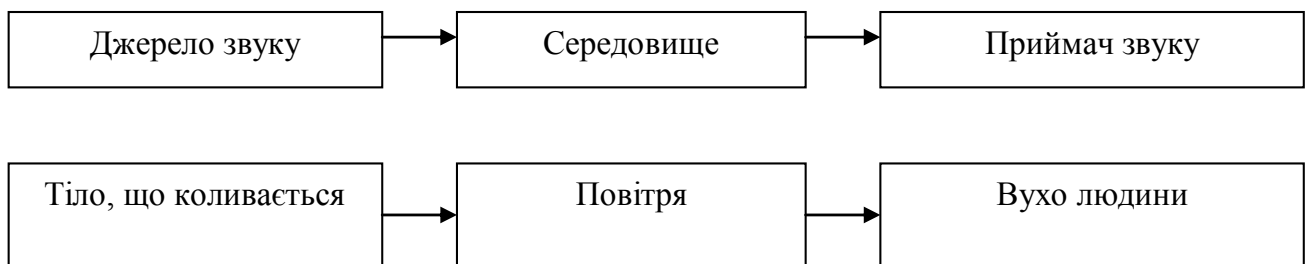 Джерело звуку
Середовище
Приймач звуку
Тіло, що коливається
Повітря
Вухо людини